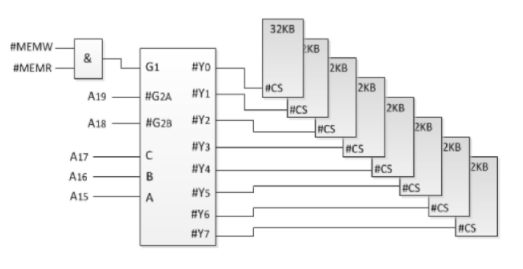 32KB
2KB
2KB
2KB
2KB
2KB
2KB
2KB
#MEMW
#MEMR
&
G1
A19
#G2A
A18
#G2B
A17
C
A16
B
A15
A
#Y0
#Y1
#Y2
#Y3
#Y4
#Y5
#Y6
#Y7
#CS
#CS
#CS
#CS
#CS
#CS
#CS
#CS